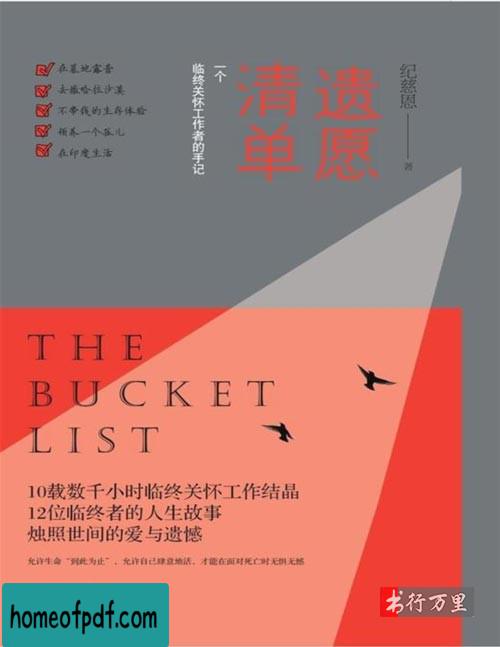 在墓地露营
去撒哈拉沙漠
不带钱的生存体验
领养一个孤儿
在印度生活
一个
临终关怀工作者的手记
遗愿
清单
纪慈恩
著
THE
BUCKET
LIST
10载数千小时临终关怀工作结晶
12位临终者的人生故事
烛照世间的爱与遗憾
允许生命“到此为止”，允许自己肆意地活，才能在面对死亡时无惧无憾
homeofpdf.com
书行万里